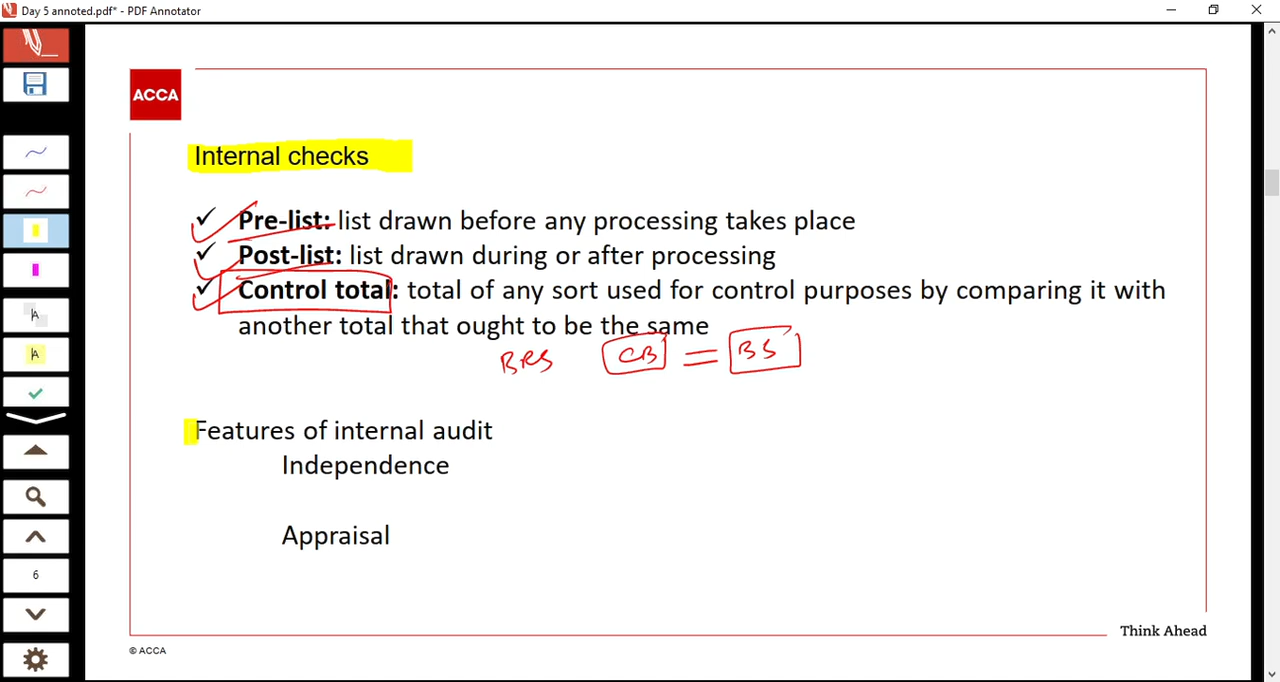 Day 5 annoted.pdf* - PDF Annotator
ACCA
Internal checks
✓ Pre-list: list drawn before any processing takes place
✓ Post-list: list drawn during or after processing
✓ Control total: total of any sort used for control purposes by comparing it with
another total that ought to be the same
BRS CB = BS
Features of internal audit
Independence
Appraisal
6
Think Ahead
© ACCA